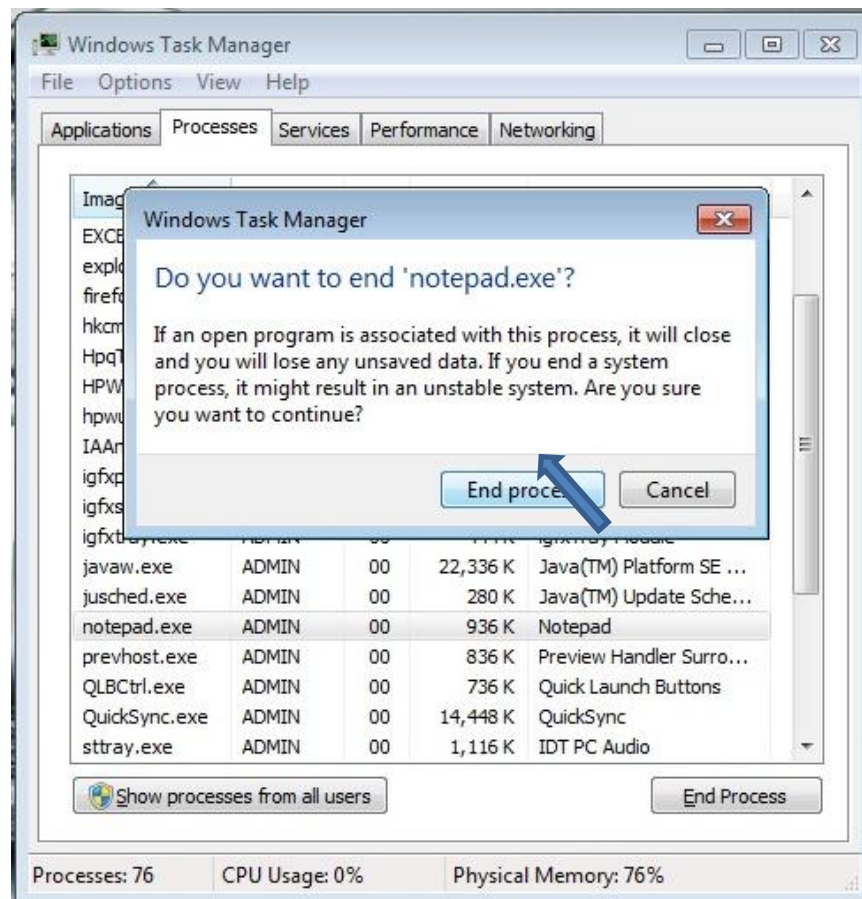 Windows Task Manager
File Options View Help
Applications Processes Services Performance Networking
Windows Task Manager
Do you want to end 'notepad.exe'?
If an open program is associated with this process, it will close
and you will lose any unsaved data. If you end a system
process, it might result in an unstable system. Are you sure
you want to continue?
End process Cancel
javaw.exe ADMIN 00 22,336 K Java(TM) Platform SE ...
jusched.exe ADMIN 00 280 K Java(TM) Update Sche...
notepad.exe ADMIN 00 936 K Notepad
prevhost.exe ADMIN 00 836 K Preview Handler Surro...
QLBCtrl.exe ADMIN 00 736 K Quick Launch Buttons
QuickSync.exe ADMIN 00 14,448 K QuickSync
sttray.exe ADMIN 00 1,116 K IDT PC Audio
Show processes from all users End Process
Processes: 76 CPU Usage: 0% Physical Memory: 76%